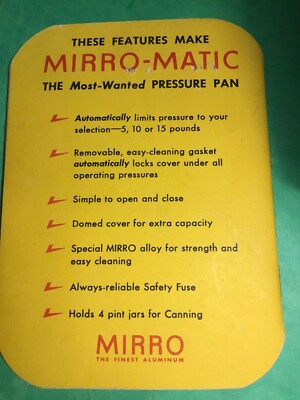 THESE FEATURES MAKE
MIRRO-MATIC
THE Most-Wanted PRESSURE PAN
Automatically limits pressure to your
selection—5, 10 or 15 pounds
Removable, easy-cleaning gasket
automatically locks cover under all
operating pressures
Simple to open and close
Domed cover for extra capacity
Special MIRRO alloy for strength and
easy cleaning
Always-reliable Safety Fuse
Holds 4 pint jars for Canning
MIRRO
THE FINEST ALUMINUM